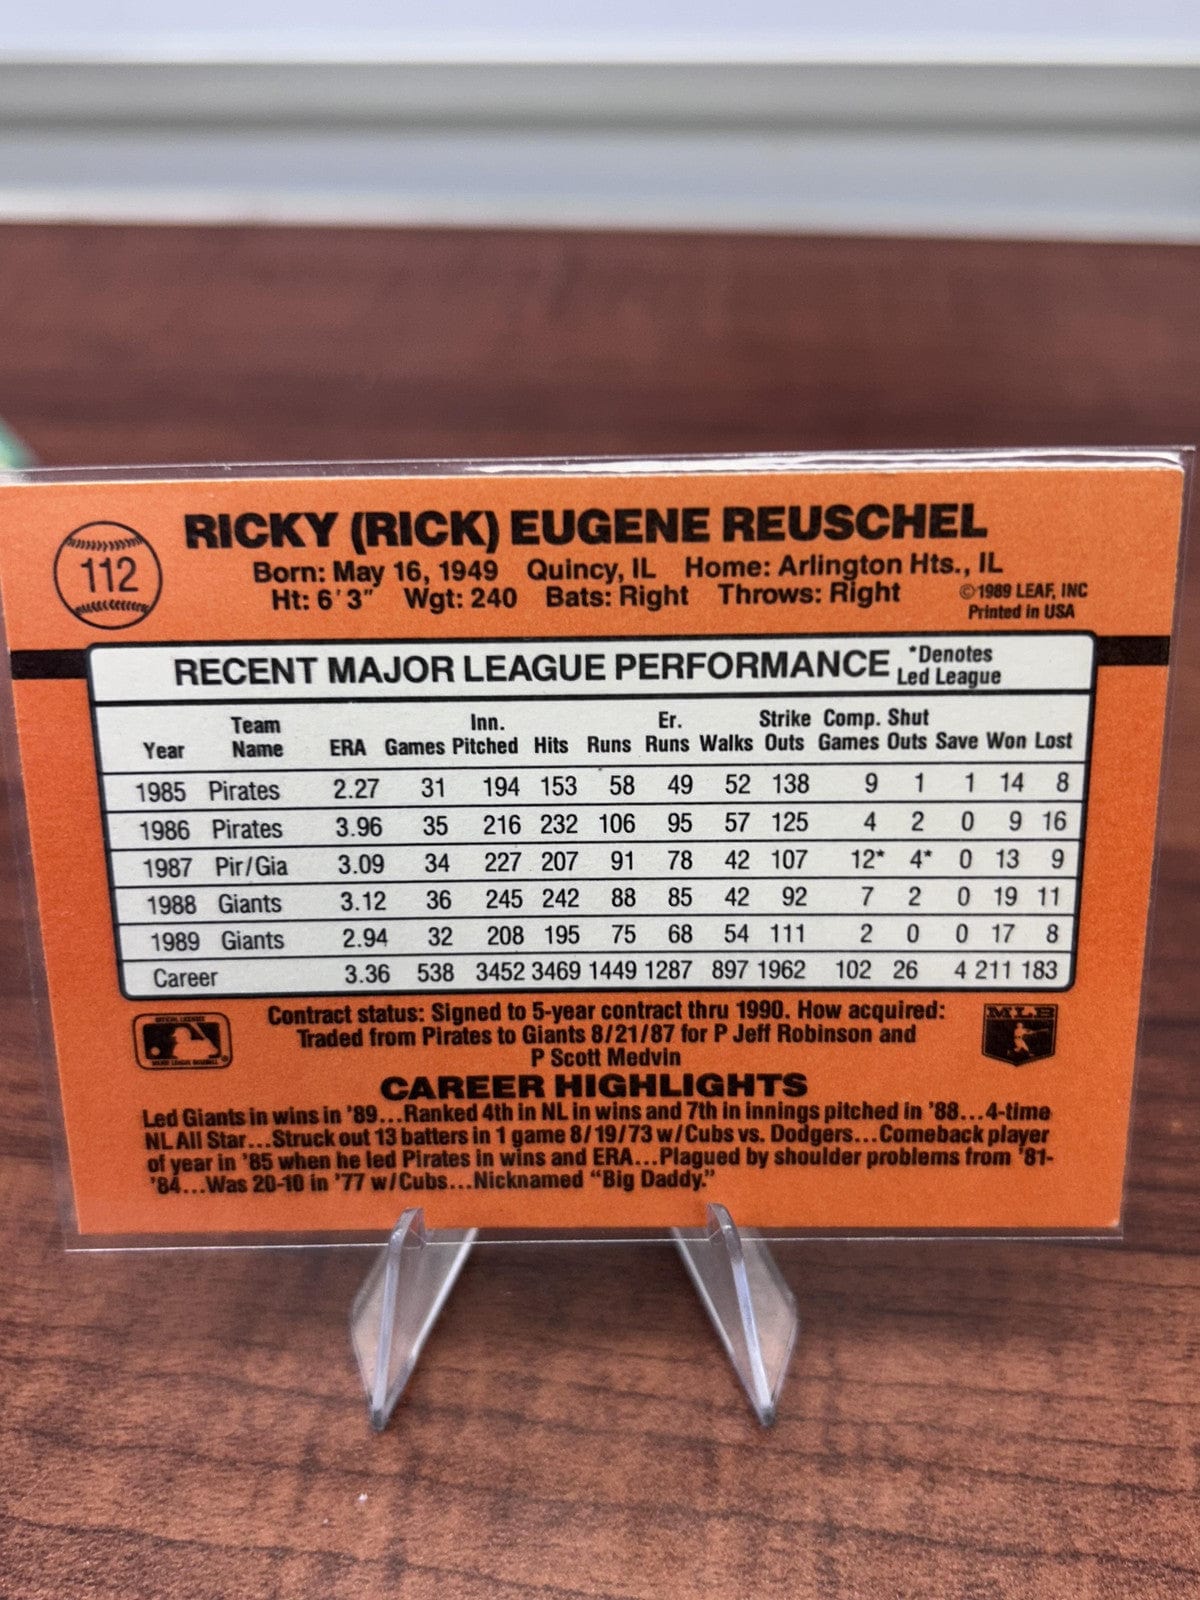 RICKY (RICK) EUGENE REUSCHEL
112
Born: May 16, 1949 Quincy, IL Home: Arlington Hts., IL
Ht: 6'3" Wgt: 240 Bats: Right Throws: Right
©1989 LEAF, INC
Printed in USA
RECENT MAJOR LEAGUE PERFORMANCE
*Denotes
Led League
Year Team Name ERA Games Inn. Pitched Hits Runs Er. Runs Walks Strike Outs Comp. Games Shut Outs Save Won Lost
1985 Pirates 2.27 31 194 153 58 49 52 138 9 1 1 14 8
1986 Pirates 3.96 35 216 232 106 95 57 125 4 2 0 9 16
1987 Pir/Gia 3.09 34 227 207 91 78 42 107 12* 4* 0 13 9
1988 Giants 3.12 36 245 242 88 85 42 92 7 2 0 19 11
1989 Giants 2.94 32 208 195 75 68 54 111 2 0 0 17 8
Career 3.36 538 3452 3469 1449 1287 897 1962 102 26 4 211 183
Contract status: Signed to 5-year contract thru 1990. How acquired:
Traded from Pirates to Giants 8/21/87 for P Jeff Robinson and
P Scott Medvin
MLB
CAREER HIGHLIGHTS
Led Giants in wins in '89...Ranked 4th in NL in wins and 7th in innings pitched in '88...4-time
NL All Star...Struck out 13 batters in 1 game 8/19/73 w/Cubs vs. Dodgers...Comeback player
of year in '85 when he led Pirates in wins and ERA...Plagued by shoulder problems from '81-
'84...Was 20-10 in '77 w/Cubs...Nicknamed "Big Daddy."